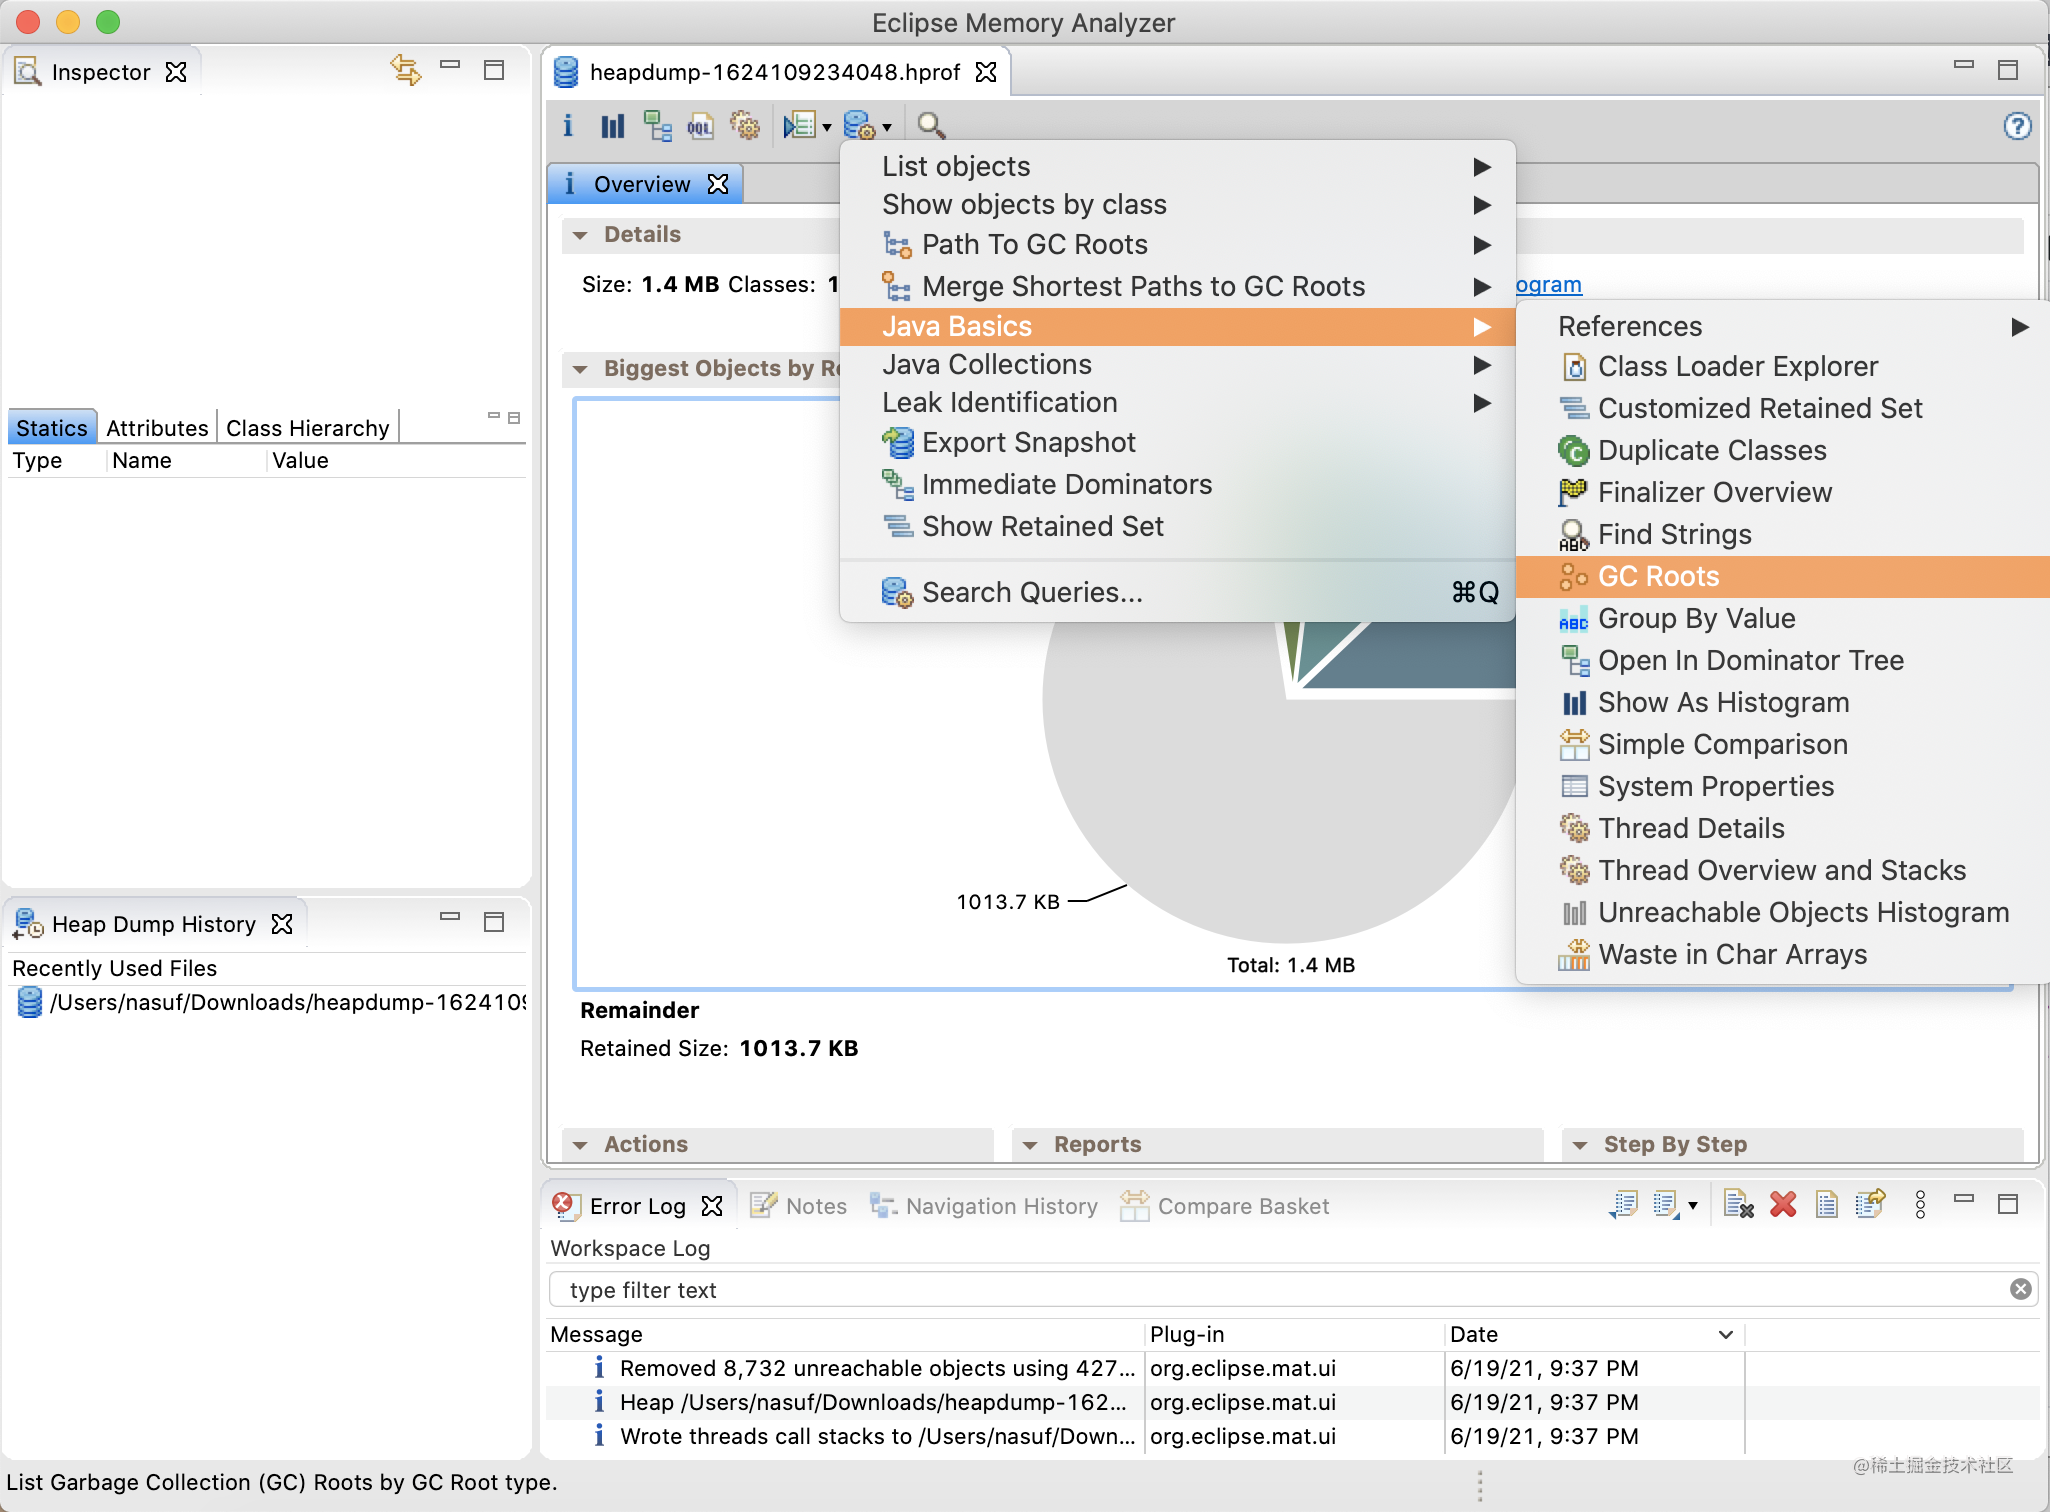 Eclipse Memory Analyzer
Inspector
Statics Attributes Class Hierarchy
Type Name Value
Heap Dump History
Recently Used Files
/Users/nasuf/Downloads/heapdump-162410
heapdump-1624109234048.hprof
OQL
Overview
Details
Size: 1.4 MB Classes: 1
ogram
Biggest Objects by R
List objects
Show objects by class
Path To GC Roots
Merge Shortest Paths to GC Roots
Java Basics
Java Collections
Leak Identification
Export Snapshot
Immediate Dominators
Show Retained Set
Search Queries... ⌘Q
References
Class Loader Explorer
Customized Retained Set
Duplicate Classes
Finalizer Overview
Find Strings
GC Roots
Group By Value
Open In Dominator Tree
Show As Histogram
Simple Comparison
System Properties
Thread Details
Thread Overview and Stacks
Unreachable Objects Histogram
Waste in Char Arrays
1013.7 KB
Total: 1.4 MB
Remainder
Retained Size: 1013.7 KB
Actions Reports Step By Step
Error Log Notes Navigation History Compare Basket
Workspace Log
type filter text
Message Plug-in Date
Removed 8,732 unreachable objects using 427... org.eclipse.mat.ui 6/19/21, 9:37 PM
Heap /Users/nasuf/Downloads/heapdump-162... org.eclipse.mat.ui 6/19/21, 9:37 PM
Wrote threads call stacks to /Users/nasuf/Down... org.eclipse.mat.ui 6/19/21, 9:37 PM
List Garbage Collection (GC) Roots by GC Root type.
@稀土掘金技术社区